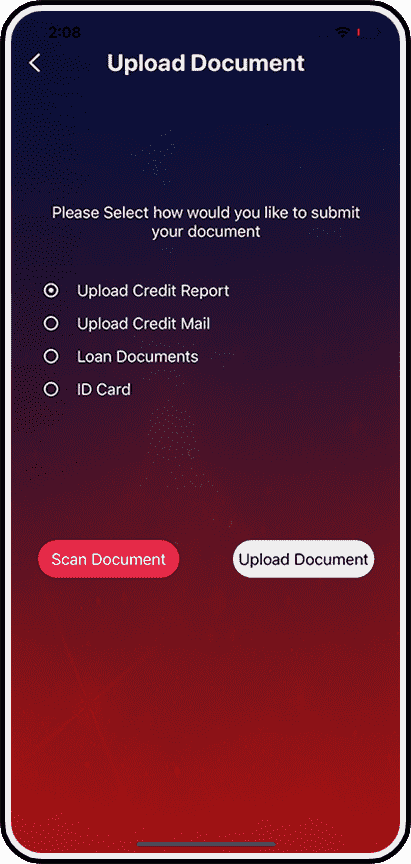 2:08
Upload Document
Please Select how would you like to submit
your document
Upload Credit Report
Upload Credit Mail
Loan Documents
ID Card
Scan Document
Upload Document